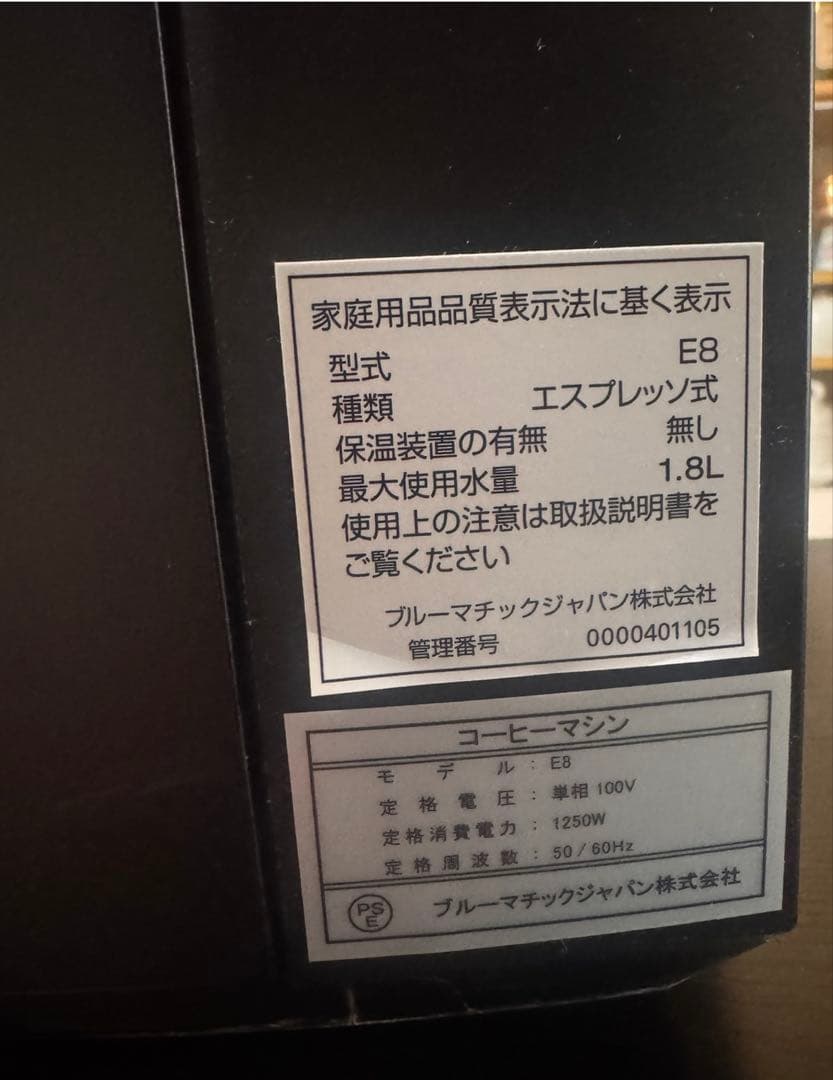 家庭用品品質表示法に基く表示
型式 E8
種類 エスプレッソ式
保温装置の有無 無し
最大使用水量 1.8L
使用上の注意は取扱説明書を
ご覧ください
ブルーマチックジャパン株式会社
管理番号 0000401105
コーヒーマシン
モデル : E8
定格電圧 : 単相 100V
定格消費電力 : 1250W
定格周波数 : 50/60Hz
PSE ブルーマチックジャパン株式会社